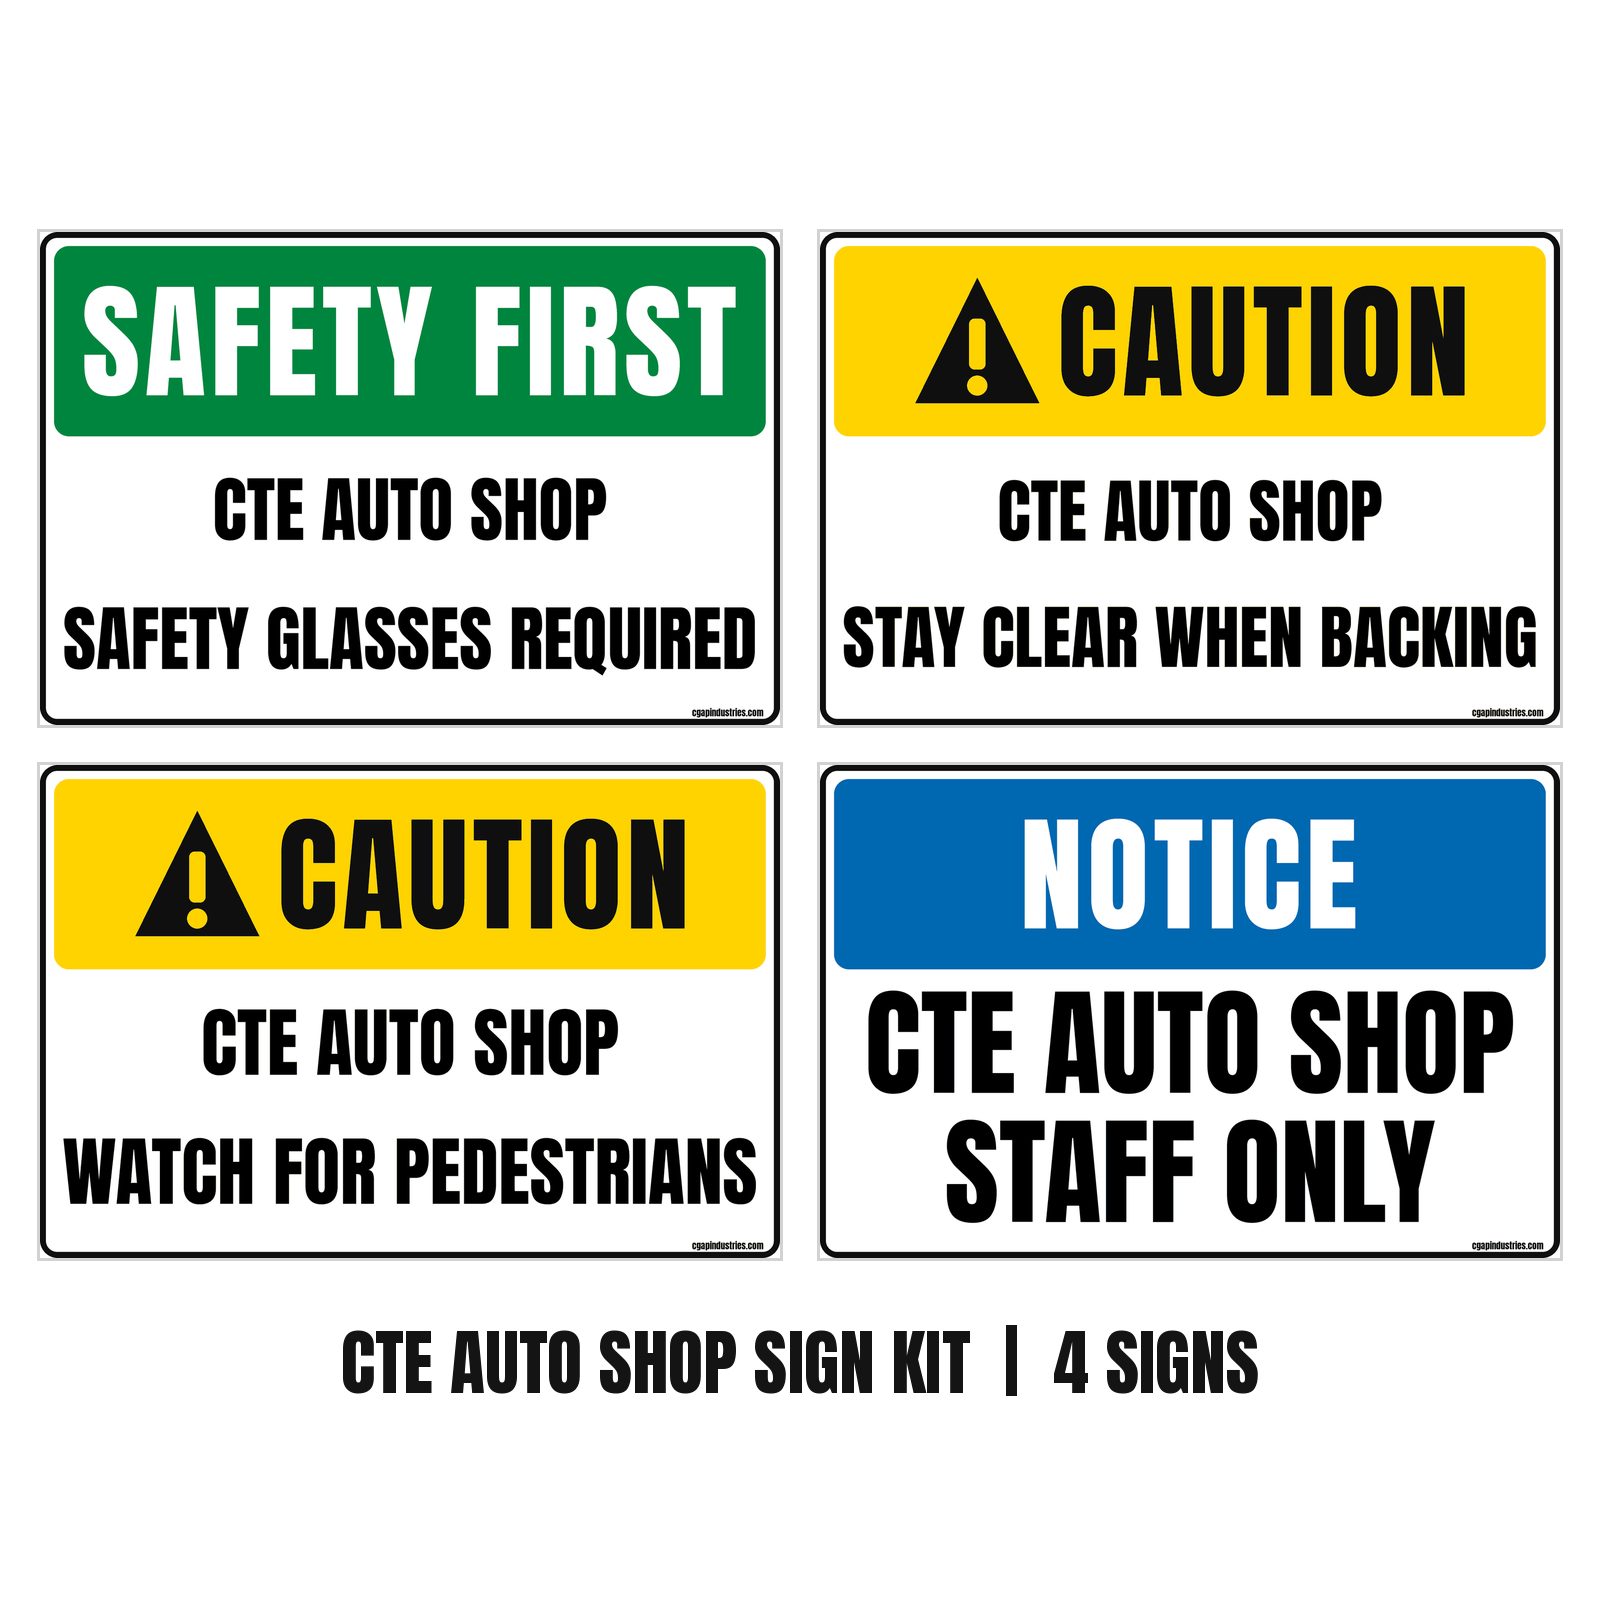 SAFETY FIRST
CTE AUTO SHOP
SAFETY GLASSES REQUIRED
cgapindustries.com
CAUTION
CTE AUTO SHOP
STAY CLEAR WHEN BACKING
cgapindustries.com
CAUTION
CTE AUTO SHOP
WATCH FOR PEDESTRIANS
cgapindustries.com
NOTICE
CTE AUTO SHOP
STAFF ONLY
cgapindustries.com
CTE AUTO SHOP SIGN KIT | 4 SIGNS